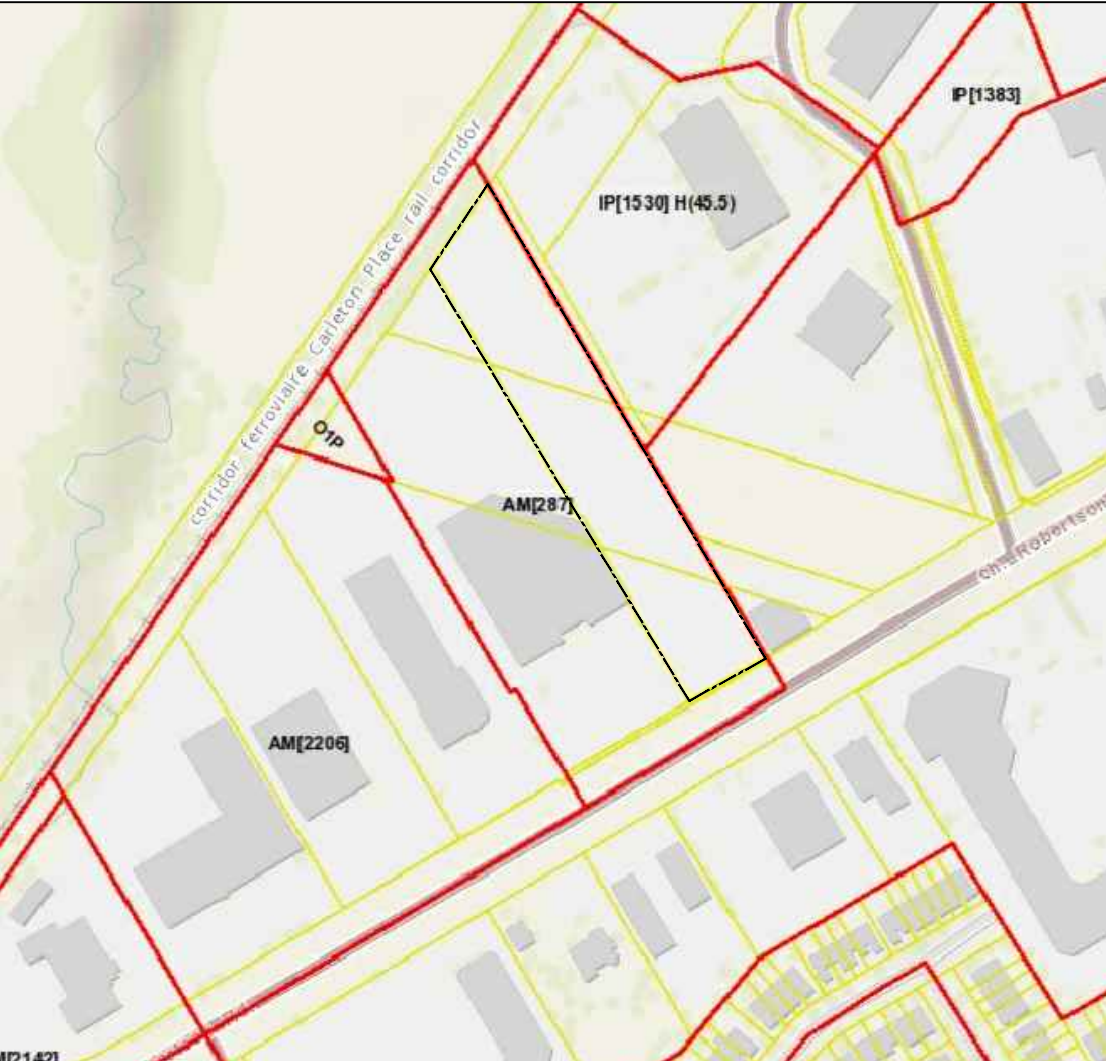 IP[1383]
corridor ferroviaire Carleton Place rail corridor
IP[1530] H(45.5)
O1P
AM[287]
ch. Robertson
AM[2206]
M[2142]